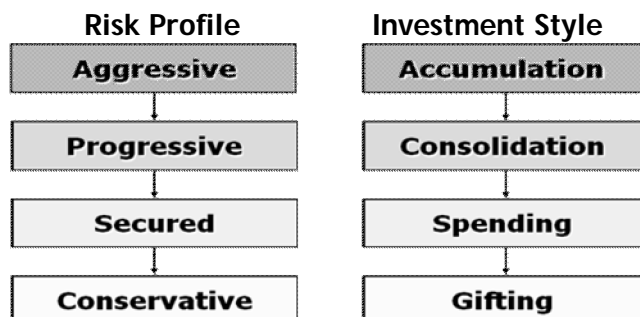 Risk Profile
Investment Style
Aggressive
Accumulation
Progressive
Consolidation
Secured
Spending
Conservative
Gifting